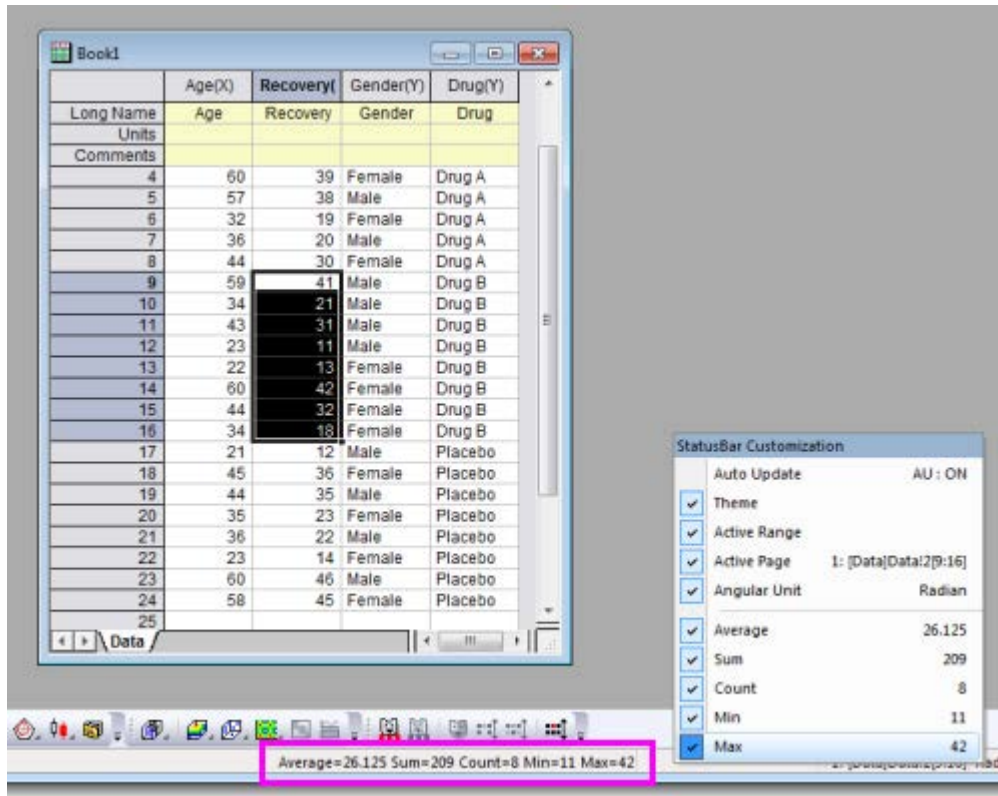 Book1
Age(X) Recovery( Gender(Y) Drug(Y)
Long Name Age Recovery Gender Drug
Units
Comments
4 60 39 Female Drug A
5 57 38 Male Drug A
6 32 19 Female Drug A
7 36 20 Male Drug A
8 44 30 Female Drug A
9 59 41 Male Drug B
10 34 21 Male Drug B
11 43 31 Male Drug B
12 23 11 Male Drug B
13 22 13 Female Drug B
14 60 42 Female Drug B
15 44 32 Female Drug B
16 34 18 Female Drug B
17 21 12 Male Placebo
18 45 36 Female Placebo
19 44 35 Male Placebo
20 35 23 Female Placebo
21 36 22 Male Placebo
22 23 14 Female Placebo
23 60 46 Male Placebo
24 58 45 Female Placebo
25
Data
StatusBar Customization
Auto Update AU : ON
Theme
Active Range
Active Page 1: [Data]Data!2[9:16]
Angular Unit Radian
Average 26.125
Sum 209
Count 8
Min 11
Max 42
Average=26.125 Sum=209 Count=8 Min=11 Max=42